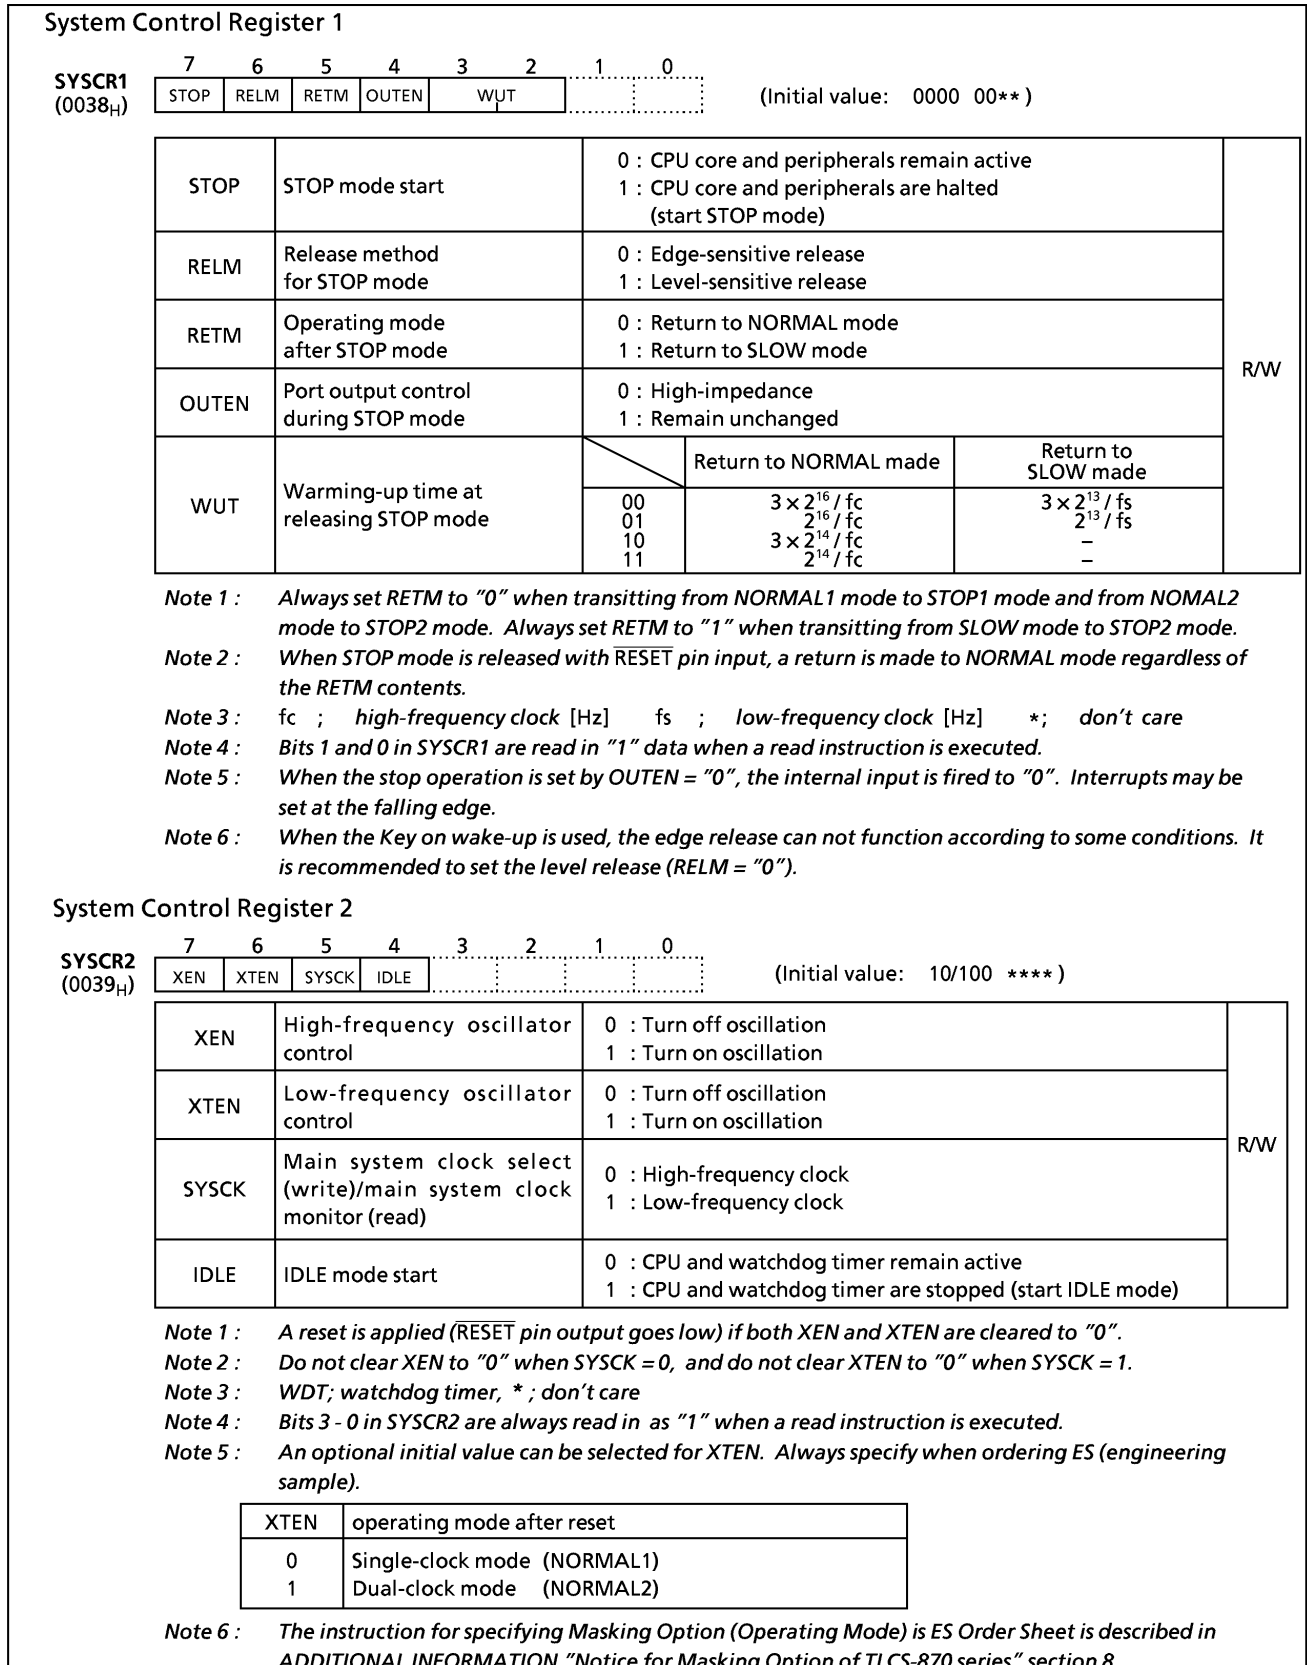 System Control Register 1
7 6 5 4 3 2 1 0
SYSCR1 (0038H) STOP RELM RETM OUTEN WUT (Initial value: 0000 00**)
STOP STOP mode start 0 : CPU core and peripherals remain active
1 : CPU core and peripherals are halted
(start STOP mode)
RELM Release method for STOP mode 0 : Edge-sensitive release
1 : Level-sensitive release
RETM Operating mode after STOP mode 0 : Return to NORMAL mode
1 : Return to SLOW mode
R/W
OUTEN Port output control during STOP mode 0 : High-impedance
1 : Remain unchanged
WUT Warming-up time at releasing STOP mode
Return to NORMAL made Return to SLOW made
00 3 × 2^16 / fc 3 × 2^13 / fs
01 2^16 / fc 2^13 / fs
10 3 × 2^14 / fc –
11 2^14 / fc –
Note 1 : Always set RETM to "0" when transitting from NORMAL1 mode to STOP1 mode and from NOMAL2
mode to STOP2 mode. Always set RETM to "1" when transitting from SLOW mode to STOP2 mode.
Note 2 : When STOP mode is released with RESET pin input, a return is made to NORMAL mode regardless of
the RETM contents.
Note 3 : fc ; high-frequency clock [Hz] fs ; low-frequency clock [Hz] *; don't care
Note 4 : Bits 1 and 0 in SYSCR1 are read in "1" data when a read instruction is executed.
Note 5 : When the stop operation is set by OUTEN = "0", the internal input is fired to "0". Interrupts may be
set at the falling edge.
Note 6 : When the Key on wake-up is used, the edge release can not function according to some conditions. It
is recommended to set the level release (RELM = "0").
System Control Register 2
7 6 5 4 3 2 1 0
SYSCR2 (0039H) XEN XTEN SYSCK IDLE (Initial value: 10/100 ****)
XEN High-frequency oscillator control 0 : Turn off oscillation
1 : Turn on oscillation
XTEN Low-frequency oscillator control 0 : Turn off oscillation
1 : Turn on oscillation
R/W
SYSCK Main system clock select (write)/main system clock monitor (read) 0 : High-frequency clock
1 : Low-frequency clock
IDLE IDLE mode start 0 : CPU and watchdog timer remain active
1 : CPU and watchdog timer are stopped (start IDLE mode)
Note 1 : A reset is applied (RESET pin output goes low) if both XEN and XTEN are cleared to "0".
Note 2 : Do not clear XEN to "0" when SYSCK = 0, and do not clear XTEN to "0" when SYSCK = 1.
Note 3 : WDT; watchdog timer, * ; don't care
Note 4 : Bits 3 - 0 in SYSCR2 are always read in as "1" when a read instruction is executed.
Note 5 : An optional initial value can be selected for XTEN. Always specify when ordering ES (engineering
sample).
XTEN operating mode after reset
0 Single-clock mode (NORMAL1)
1 Dual-clock mode (NORMAL2)
Note 6 : The instruction for specifying Masking Option (Operating Mode) is ES Order Sheet is described in
ADDITIONAL INFORMATION "Notice for Masking Option of TLCS-870 series" section 8.